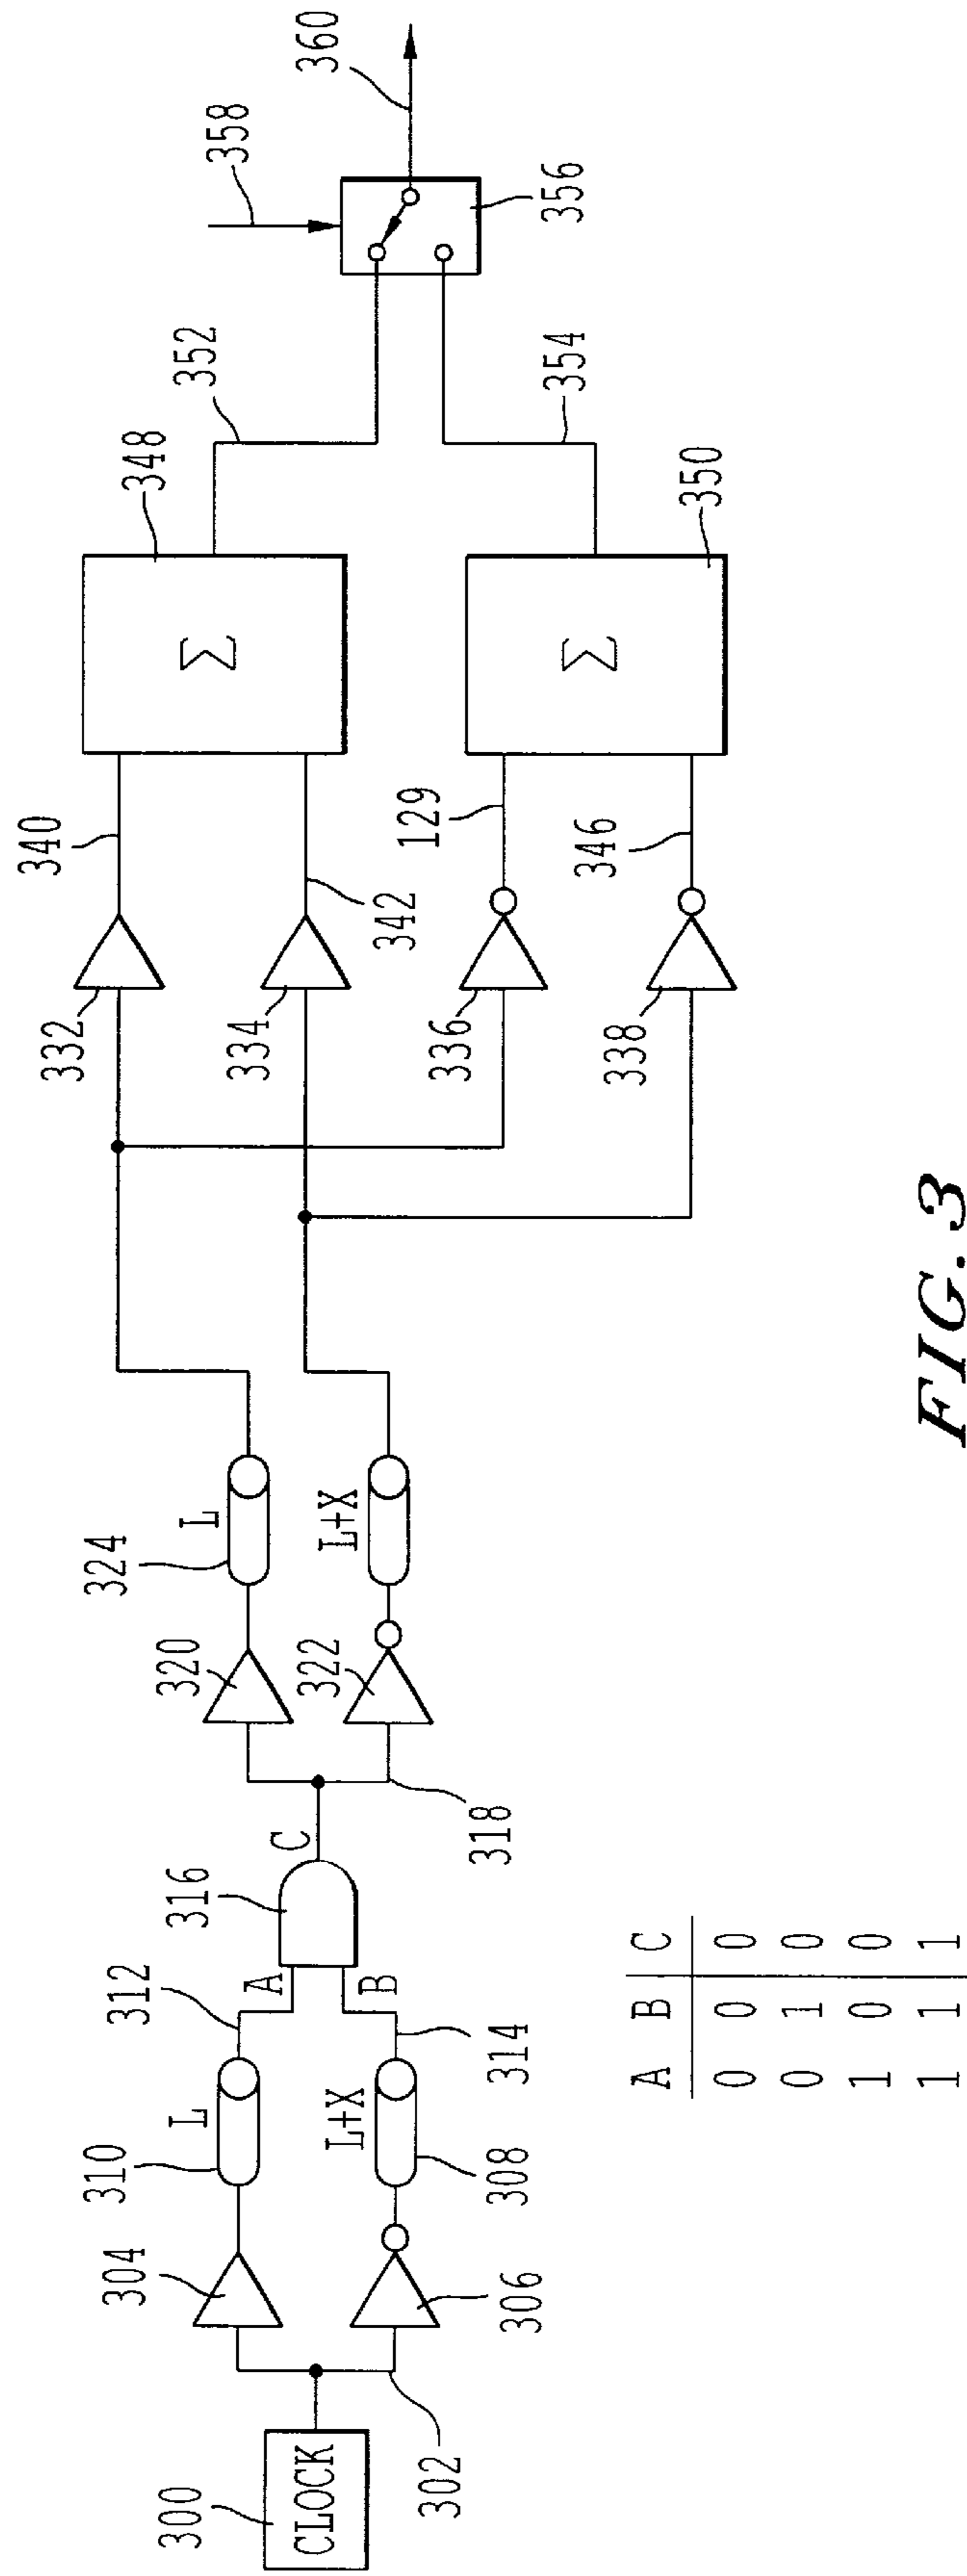 300
CLOCK
302
304
306
310
L
L+X
308
312
314
A
B
316
C
318
320
322
324
L
L+X
332
334
336
338
340
342
129
346
348
Σ
350
Σ
352
354
358
356
360
A B C
0 0 0
0 1 0
1 0 0
1 1 1
FIG. 3